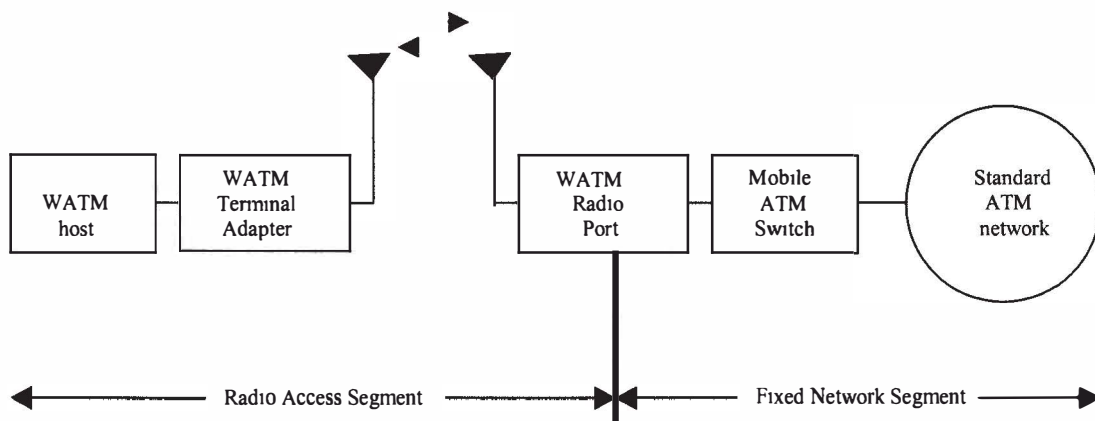 WATM
host
WATM
Terminal
Adapter
WATM
Radio
Port
Mobile
ATM
Switch
Standard
ATM
network
Radio Access Segment
Fixed Network Segment